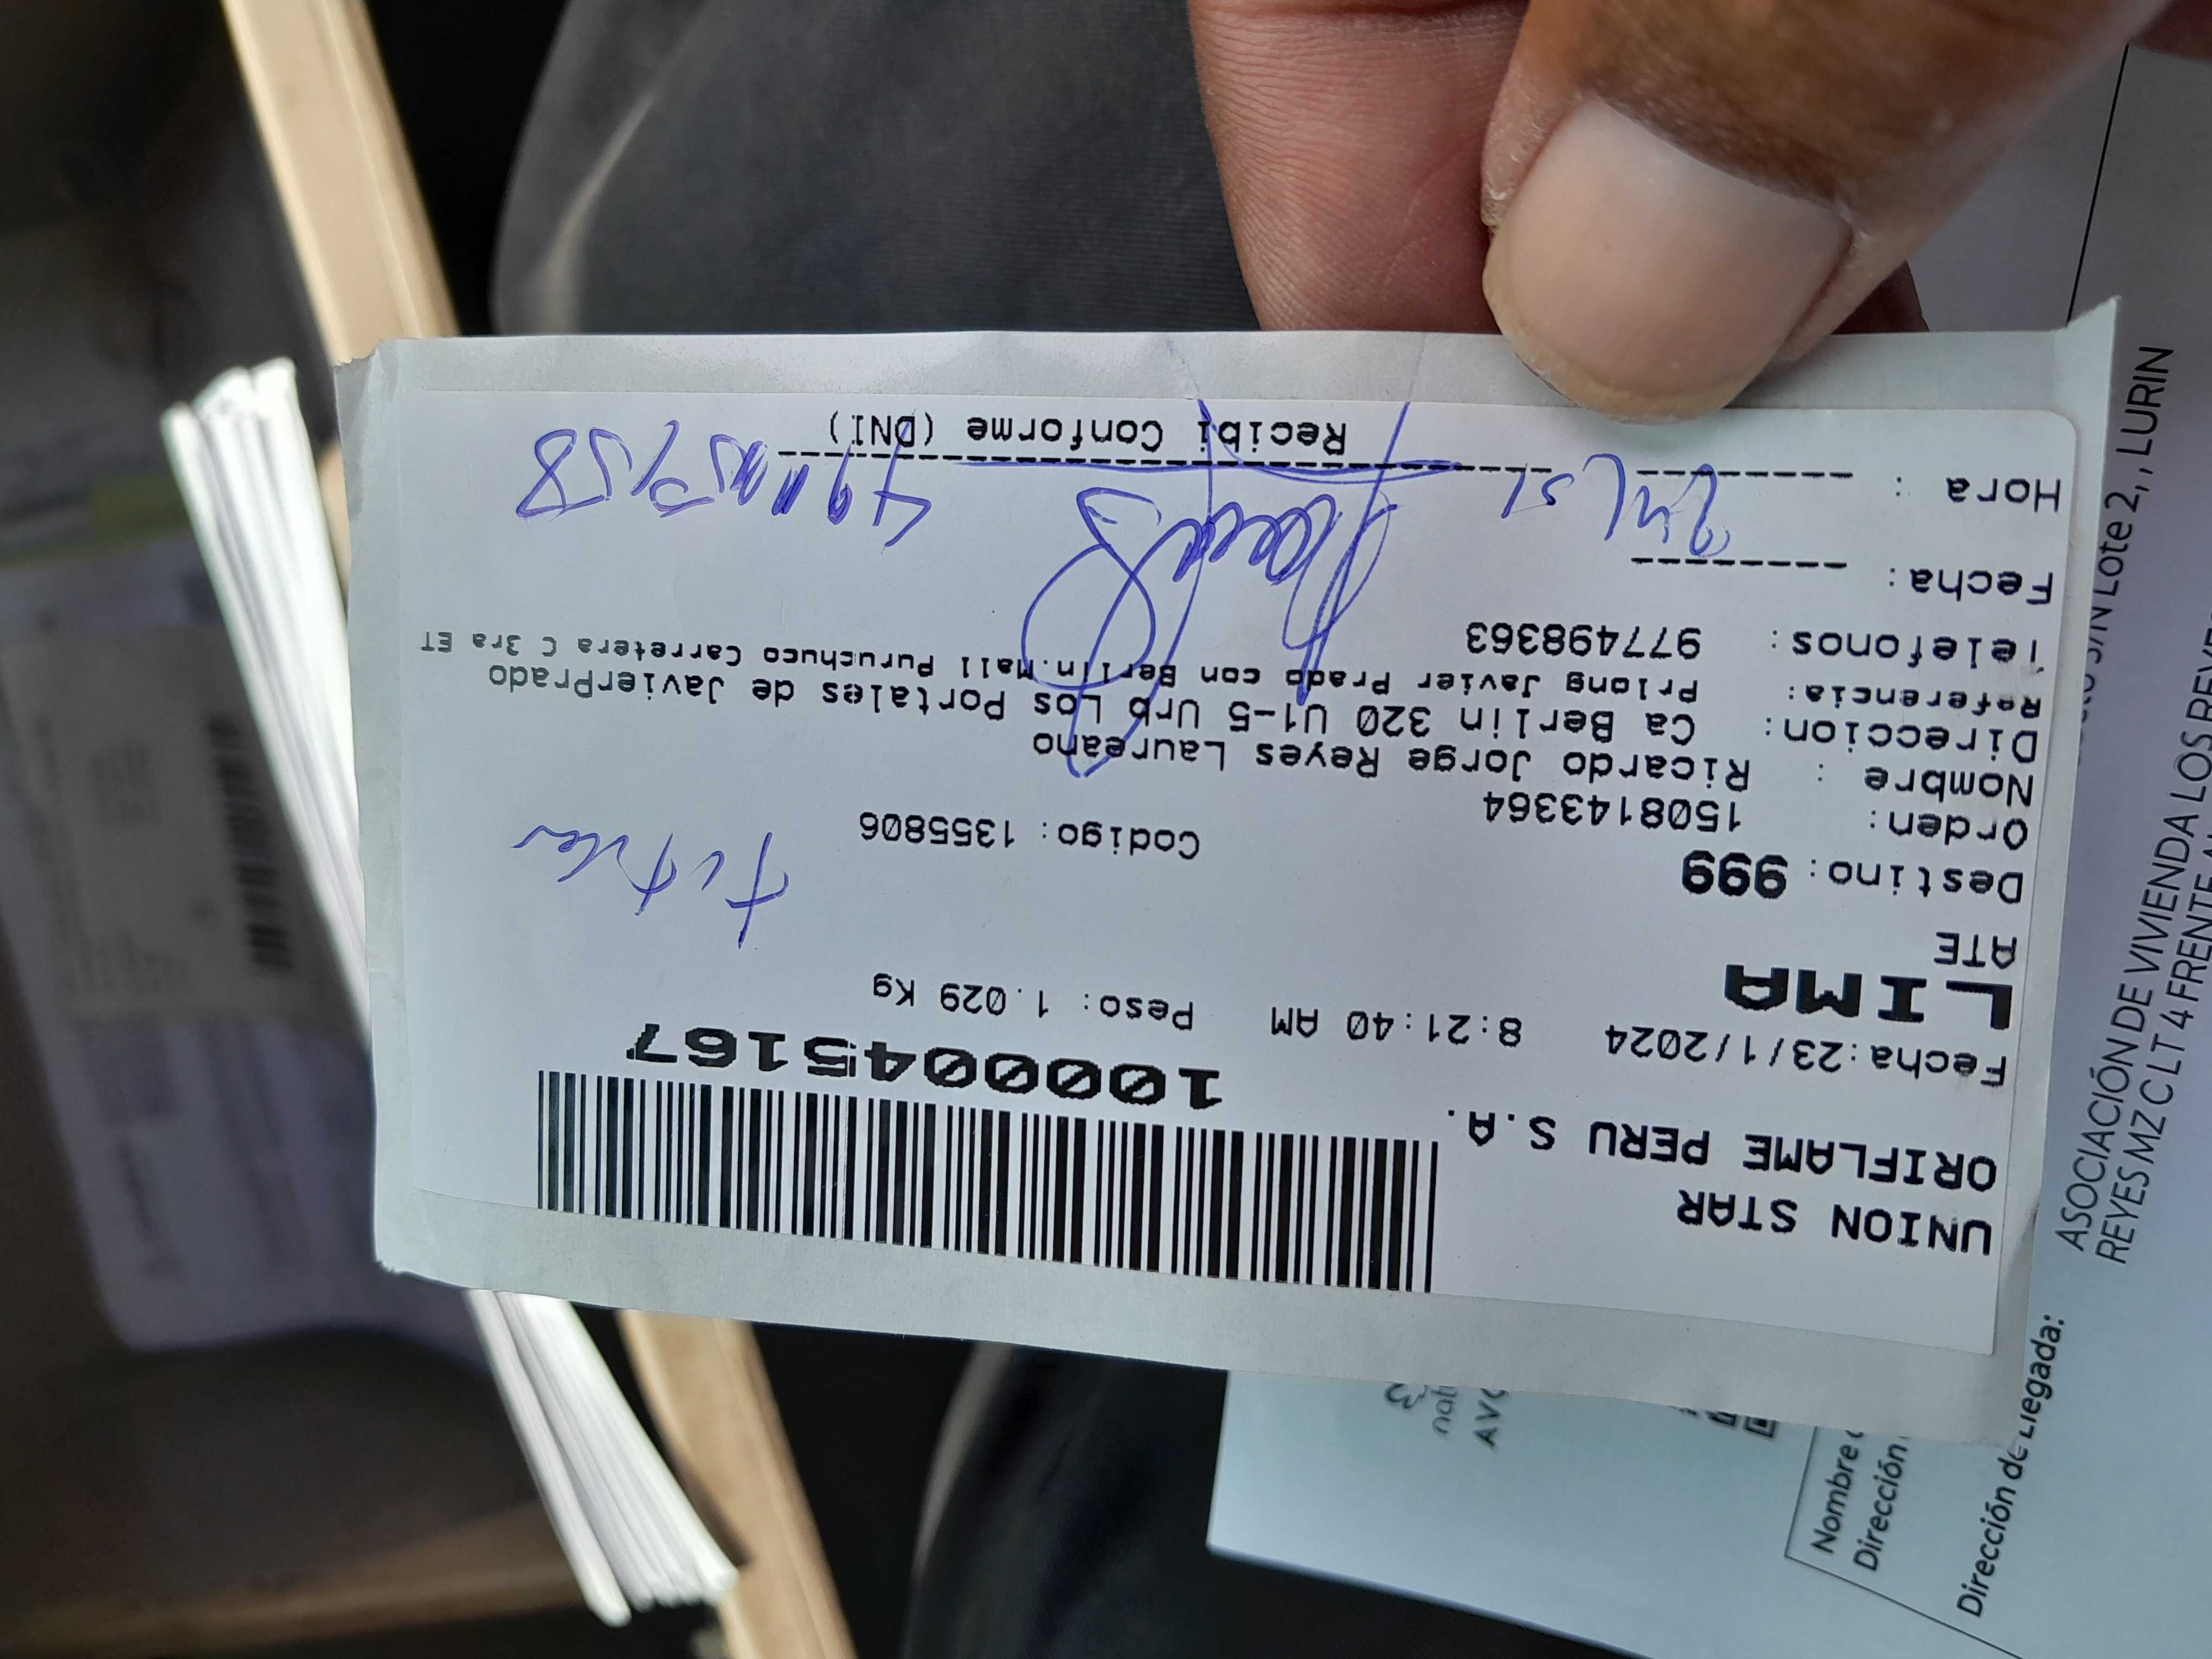 UNION STAR
ORIFLAME PERU S.A.
1000045167
Fecha:23/1/2024 8:21:40 AM Peso: 1.029 Kg
LIMA
ATE
Destino: 999
Orden: 1508143364 Codigo: 1355806
Nombre : Ricardo Jorge Reyes Laureano
Direccion: Ca Berlin 320 U1-5 Urb Los Portales de JavierPrado
Referencia: Prlong Javier Prado con Berlin.Mall Puruchuco Carretera C 3ra ET
Telefonos: 977498363
Fecha:
Hora :
Recibi Conforme (DNI)
Lote 2, , LURIN
ASOCIACIÓN DE VIVIENDA LOS REYES
REYES MZ C LT 4 FRENTE
Dirección de Llegada:
Nombre
Dirección